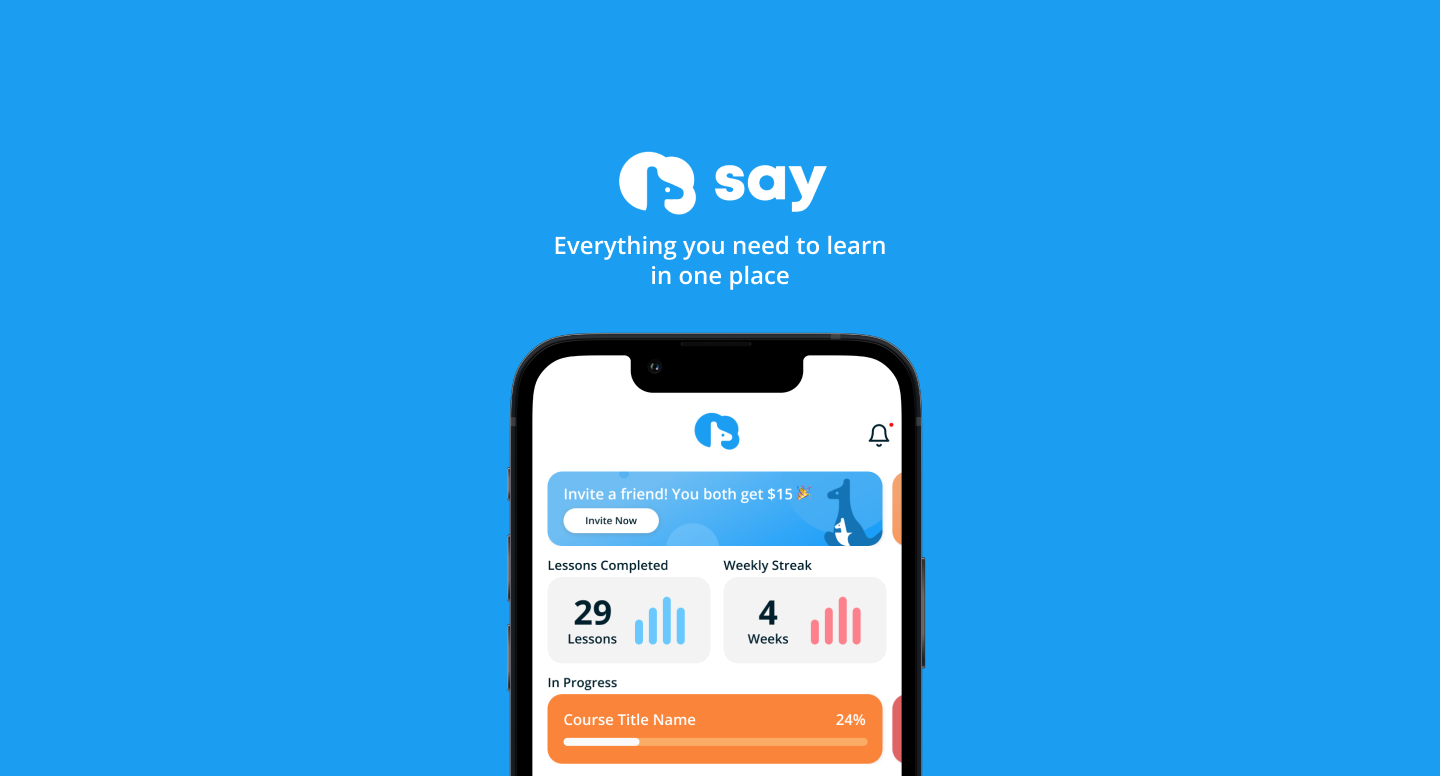 say
Everything you need to learn
in one place
Invite a friend! You both get $15 🎉
Invite Now
Lessons Completed
Weekly Streak
29
Lessons
4
Weeks
In Progress
Course Title Name
24%